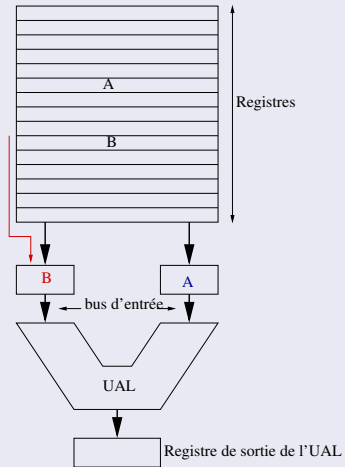 A
Registres
B
B
A
bus d'entrée
UAL
Registre de sortie de l'UAL